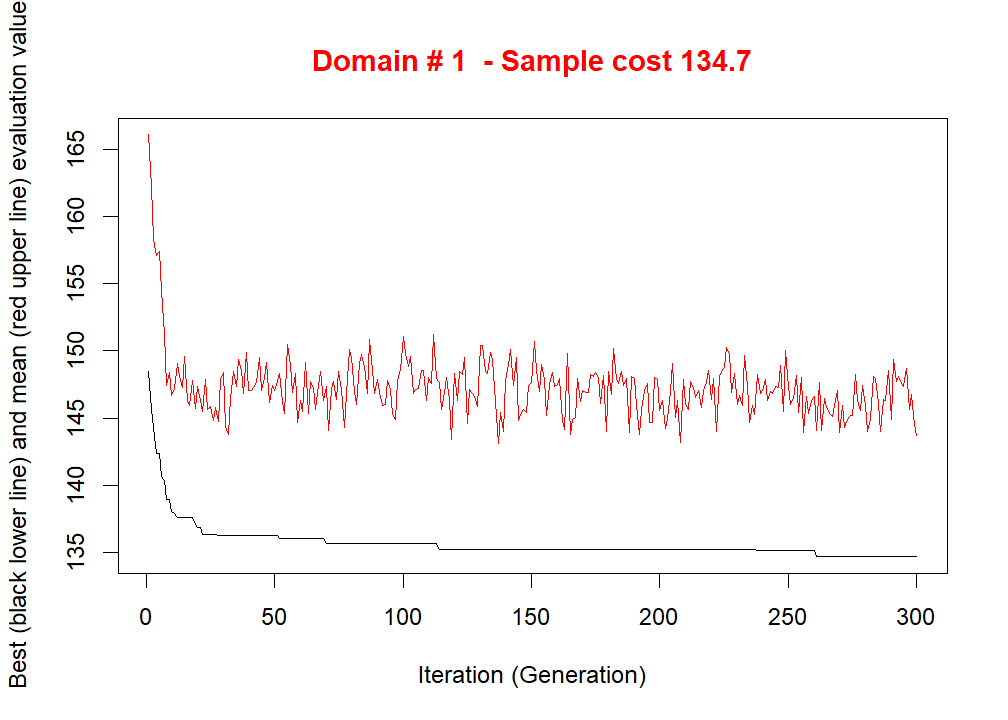 Domain # 1  - Sample cost 134.7
Best (black lower line) and mean (red upper line) evaluation value
165
160
155
150
145
140
135
0 50 100 150 200 250 300
Iteration (Generation)